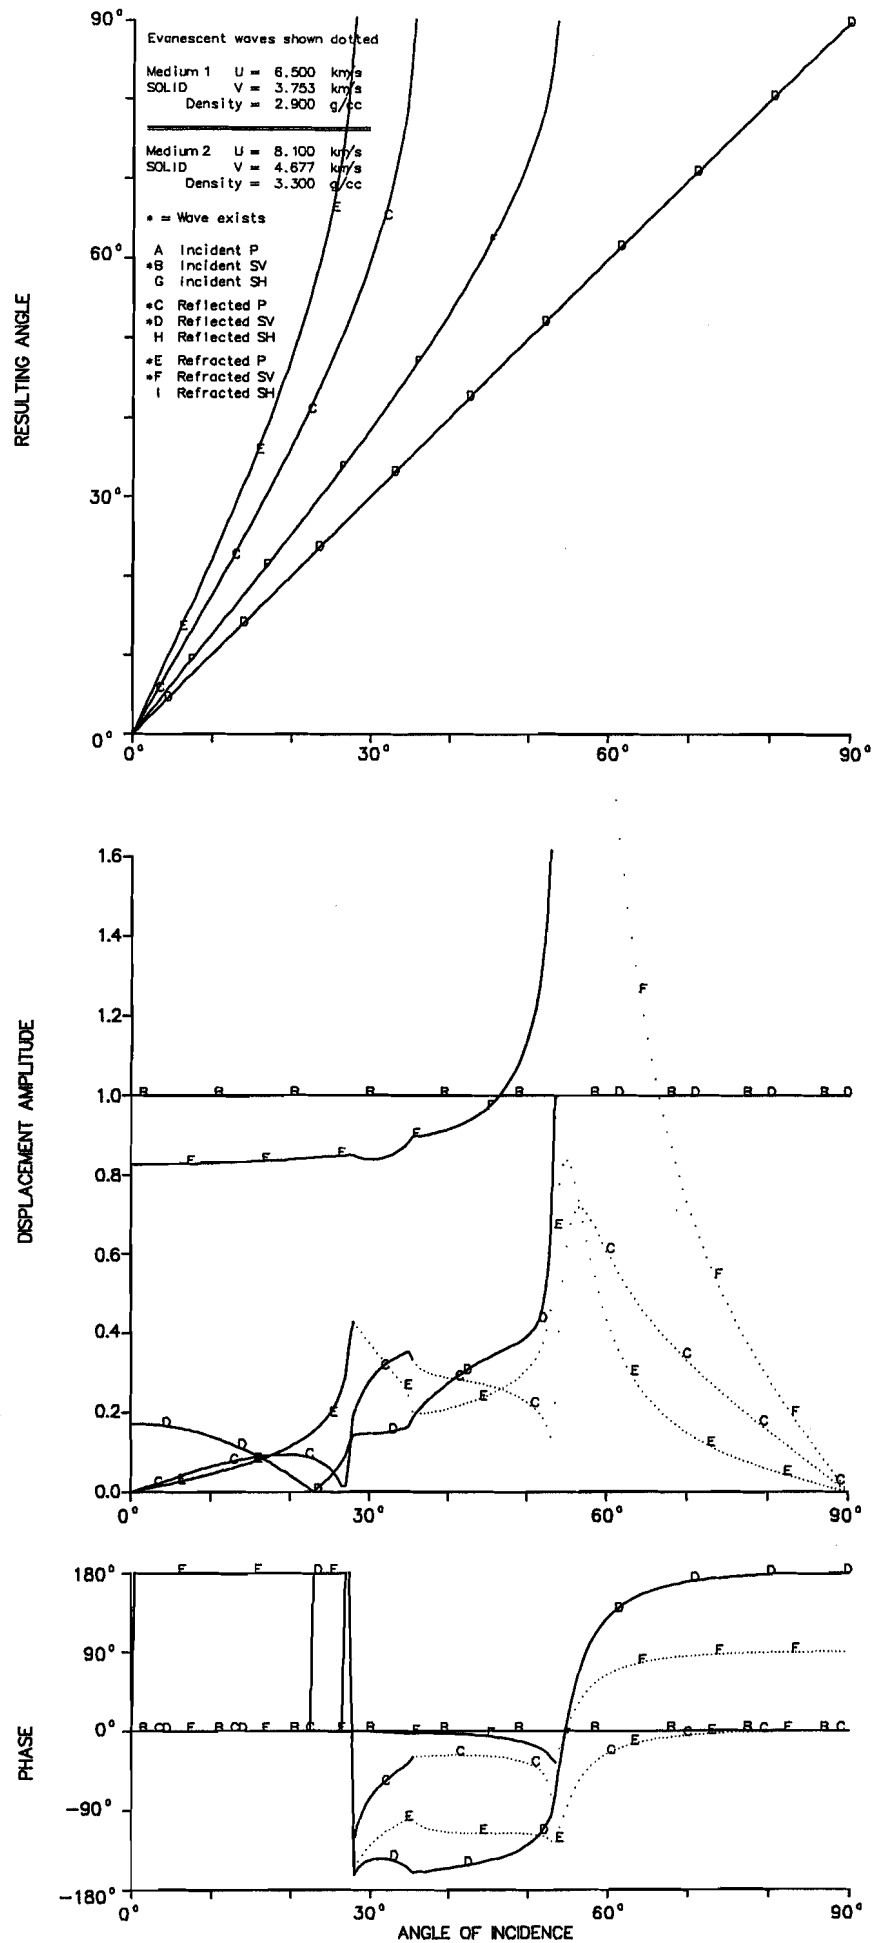 90°
Evanescent waves shown dotted
Medium 1 U = 6.500 km/s
SOLID V = 3.753 km/s
Density = 2.900 g/cc
Medium 2 U = 8.100 km/s
SOLID V = 4.677 km/s
Density = 3.300 g/cc
* = Wave exists
A Incident P
*B Incident SV
G Incident SH
*C Reflected P
*D Reflected SV
H Reflected SH
*E Refracted P
*F Refracted SV
I Refracted SH
60°
30°
0°
RESULTING ANGLE
0° 30° 60° 90°
1.6
1.4
1.2
1.0
0.8
0.6
0.4
0.2
0.0
DISPLACEMENT AMPLITUDE
0° 30° 60° 90°
180°
90°
0°
-90°
-180°
PHASE
0° 30° 60° 90°
ANGLE OF INCIDENCE